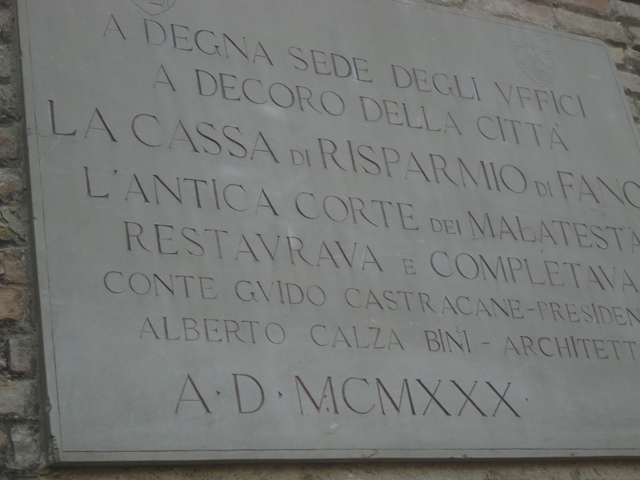 A DEGNA SEDE DEGLI VFFICI
A DECORO DELLA CITTÀ
LA CASSA DI RISPARMIO DI FANO
L'ANTICA CORTE DEI MALATESTA
RESTAVRAVA E COMPLETAVA
CONTE GVIDO CASTRACANE-PRESIDEN
ALBERTO CALZA BINI - ARCHITETT
A·D·MCMXXX·